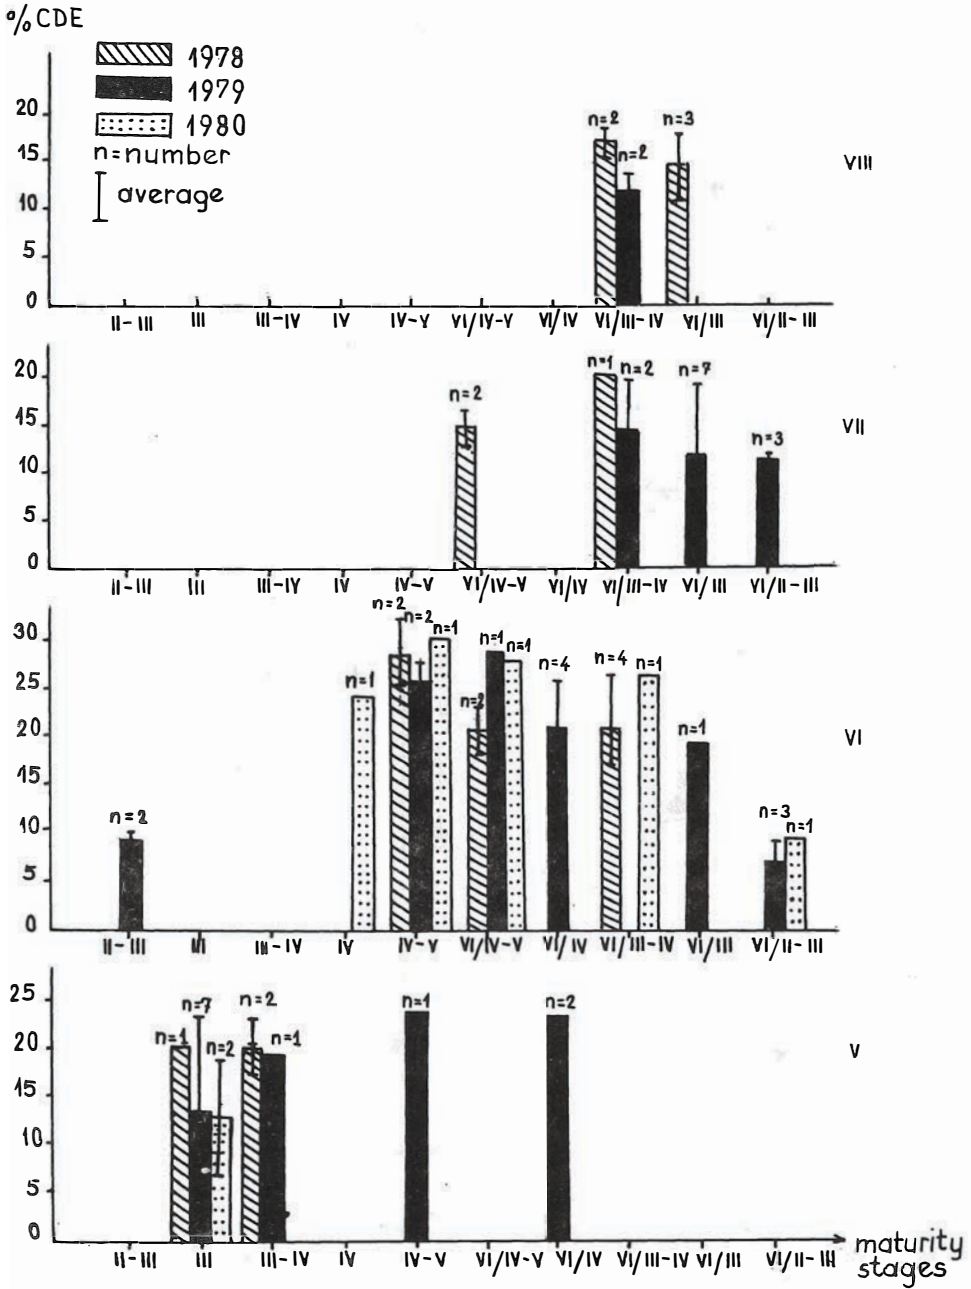 % CDE
1978
1979
1980
n=number
average
20
15
10
5
0
n=2
n=2
n=3
VIII
II-III III III-IV IV IV-V VI/IV-V VI/IV VI/III-IV VI/III VI/II-III
20
15
10
5
0
n=2
n=1 n=2
n=7
n=3
VII
II-III III III-IV IV IV-V VI/IV-V VI/IV VI/III-IV VI/III VI/II-III
30
25
20
15
10
5
0
n=2
n=1
n=2
n=2
n=1
n=2
n=1
n=1
n=4
n=4
n=1
n=1
n=3
n=1
VI
II-III III III-IV IV IV-V VI/IV-V VI/IV VI/III-IV VI/III VI/II-III
25
20
15
10
5
0
n=1
n=7
n=2
n=2
n=1
n=1
n=2
V
II-III III III-IV IV IV-V VI/IV-V VI/IV VI/III-IV VI/III VI/II-III
maturity
stages